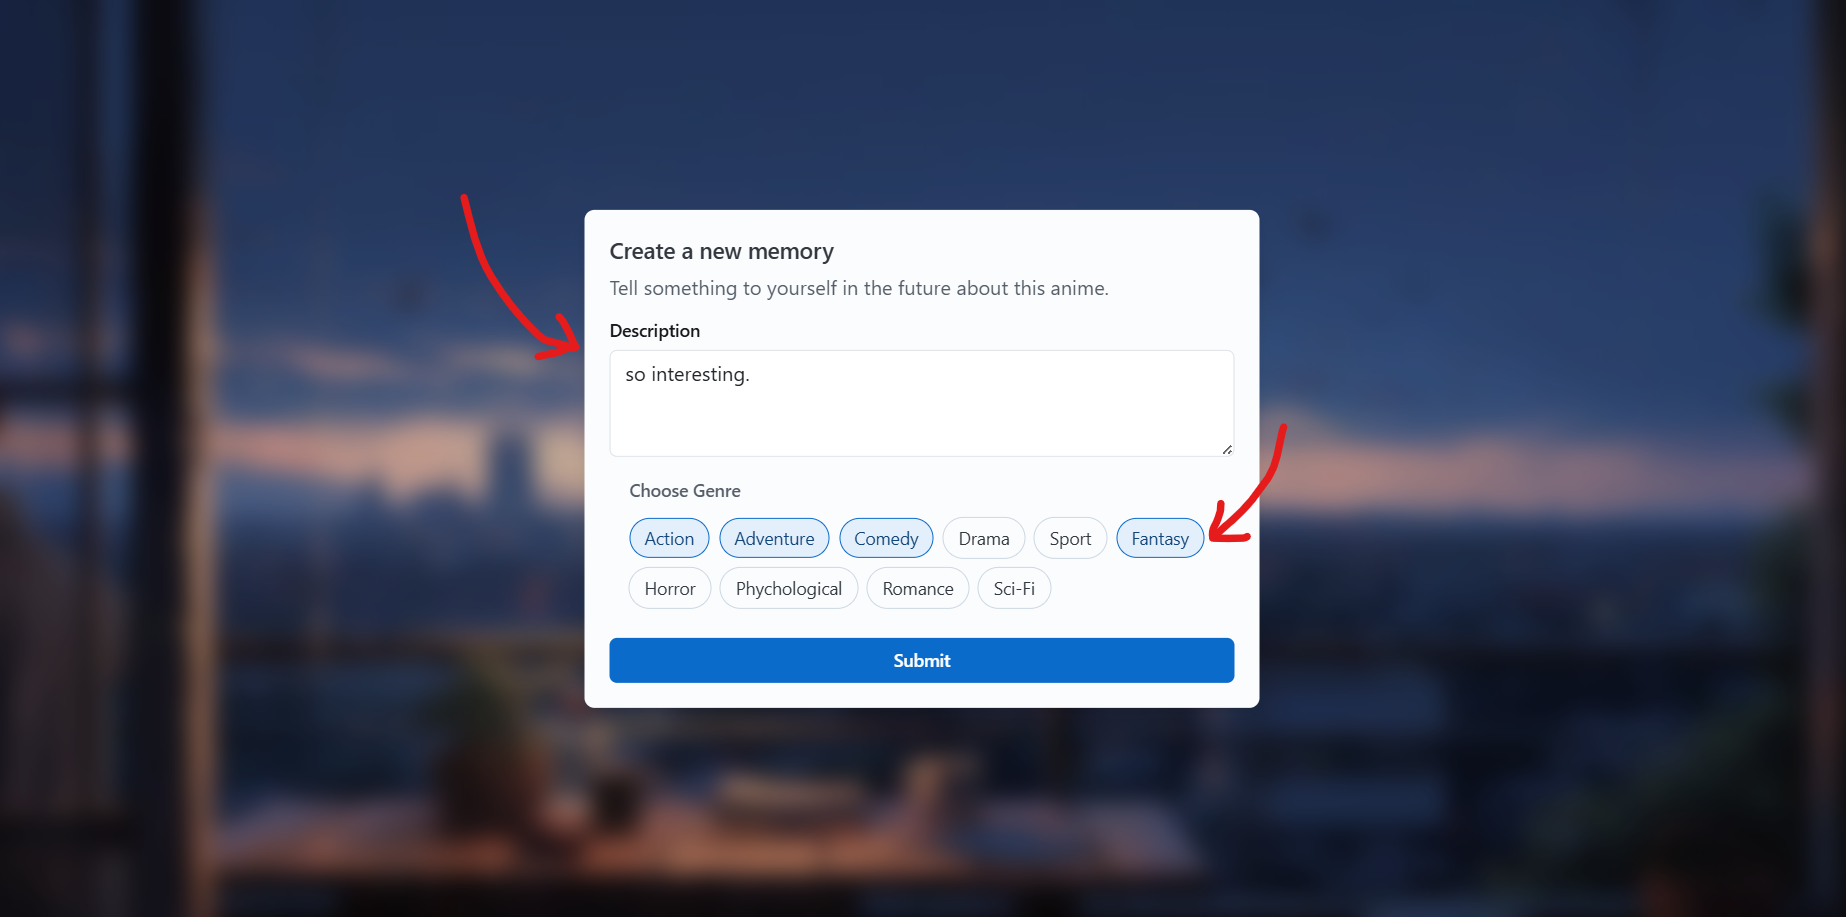 Create a new memory
Tell something to yourself in the future about this anime.
Description
so interesting.
Choose Genre
Action Adventure Comedy Drama Sport Fantasy
Horror Phychological Romance Sci-Fi
Submit